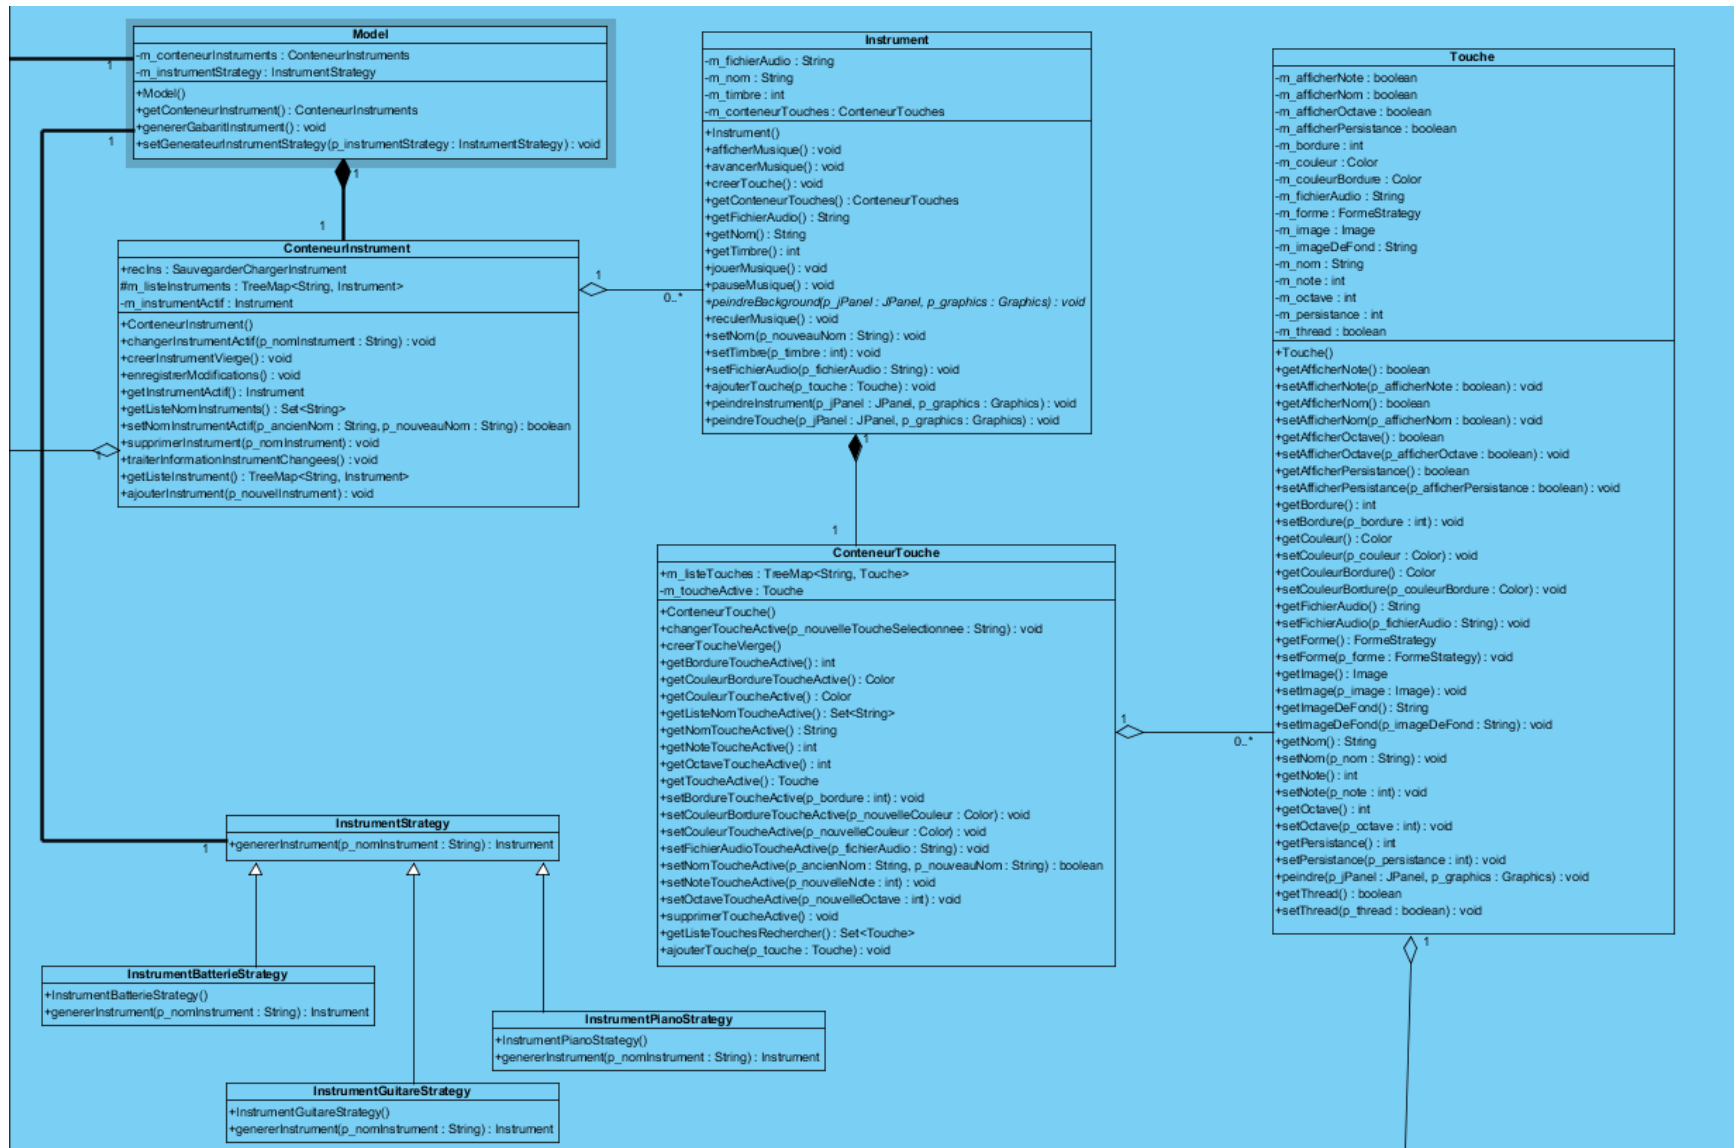 Model
-m_conteneurInstruments : ConteneurInstruments
-m_instrumentStrategy : InstrumentStrategy
+Model()
+getConteneurInstrument() : ConteneurInstruments
+genererGabaritInstrument() : void
+setGenerateurInstrumentStrategy(p_instrumentStrategy : InstrumentStrategy) : void
1
1
1
1
ConteneurInstrument
+recIns : SauvegarderChargerInstrument
#m_listeInstruments : TreeMap<String, Instrument>
-m_instrumentActif : Instrument
+ConteneurInstrument()
+changerInstrumentActif(p_nomInstrument : String) : void
+creerInstrumentVierge() : void
+enregistrerModifications() : void
+getInstrumentActif() : Instrument
+getListeNomInstruments() : Set<String>
+setNomInstrumentActif(p_ancienNom : String, p_nouveauNom : String) : boolean
+supprimerInstrument(p_nomInstrument) : void
+traiterInformationInstrumentChangees() : void
+getListeInstrument() : TreeMap<String, Instrument>
+ajouterInstrument(p_nouvelInstrument) : void
1
1
0..*
Instrument
-m_fichierAudio : String
-m_nom : String
-m_timbre : int
-m_conteneurTouches : ConteneurTouches
+Instrument()
+afficherMusique() : void
+avancerMusique() : void
+creerTouche() : void
+getConteneurTouches() : ConteneurTouches
+getFichierAudio() : String
+getNom() : String
+getTimbre() : int
+jouerMusique() : void
+pauseMusique() : void
+peindreBackground(p_jPanel : JPanel, p_graphics : Graphics) : void
+reculerMusique() : void
+setNom(p_nouveauNom : String) : void
+setTimbre(p_timbre : int) : void
+setFichierAudio(p_fichierAudio : String) : void
+ajouterTouche(p_touche : Touche) : void
+peindreInstrument(p_jPanel : JPanel, p_graphics : Graphics) : void
+peindreTouche(p_jPanel : JPanel, p_graphics : Graphics) : void
1
1
ConteneurTouche
+m_listeTouches : TreeMap<String, Touche>
-m_toucheActive : Touche
+ConteneurTouche()
+changerToucheActive(p_nouvelleToucheSelectionnee : String) : void
+creerToucheVierge()
+getBordureToucheActive() : int
+getCouleurBordureToucheActive() : Color
+getCouleurToucheActive() : Color
+getListeNomToucheActive() : Set<String>
+getNomToucheActive() : String
+getNoteToucheActive() : int
+getOctaveToucheActive() : int
+getToucheActive() : Touche
+setBordureToucheActive(p_bordure : int) : void
+setCouleurBordureToucheActive(p_nouvelleCouleur : Color) : void
+setCouleurToucheActive(p_nouvelleCouleur : Color) : void
+setFichierAudioToucheActive(p_fichierAudio : String) : void
+setNomToucheActive(p_ancienNom : String, p_nouveauNom : String) : boolean
+setNoteToucheActive(p_nouvelleNote : int) : void
+setOctaveToucheActive(p_nouvelleOctave : int) : void
+supprimerToucheActive() : void
+getListeTouchesRechercher() : Set<Touche>
+ajouterTouche(p_touche : Touche) : void
1
0..*
Touche
-m_afficherNote : boolean
-m_afficherNom : boolean
-m_afficherOctave : boolean
-m_afficherPersistance : boolean
-m_bordure : int
-m_couleur : Color
-m_couleurBordure : Color
-m_fichierAudio : String
-m_forme : FormeStrategy
-m_image : Image
-m_imageDeFond : String
-m_nom : String
-m_note : int
-m_octave : int
-m_persistance : int
-m_thread : boolean
+Touche()
+getAfficherNote() : boolean
+setAfficherNote(p_afficherNote : boolean) : void
+getAfficherNom() : boolean
+setAfficherNom(p_afficherNom : boolean) : void
+getAfficherOctave() : boolean
+setAfficherOctave(p_afficherOctave : boolean) : void
+getAfficherPersistance() : boolean
+setAfficherPersistance(p_afficherPersistance : boolean) : void
+getBordure() : int
+setBordure(p_bordure : int) : void
+getCouleur() : Color
+setCouleur(p_couleur : Color) : void
+getCouleurBordure() : Color
+setCouleurBordure(p_couleurBordure : Color) : void
+getFichierAudio() : String
+setFichierAudio(p_fichierAudio : String) : void
+getForme() : FormeStrategy
+setForme(p_forme : FormeStrategy) : void
+getImage() : Image
+setImage(p_image : Image) : void
+getImageDeFond() : String
+setImageDeFond(p_imageDeFond : String) : void
+getNom() : String
+setNom(p_nom : String) : void
+getNote() : int
+setNote(p_note : int) : void
+getOctave() : int
+setOctave(p_octave : int) : void
+getPersistance() : int
+setPersistance(p_persistance : int) : void
+peindre(p_jPanel : JPanel, p_graphics : Graphics) : void
+getThread() : boolean
+setThread(p_thread : boolean) : void
1
InstrumentStrategy
+genererInstrument(p_nomInstrument : String) : Instrument
1
InstrumentBatterieStrategy
+InstrumentBatterieStrategy()
+genererInstrument(p_nomInstrument : String) : Instrument
InstrumentPianoStrategy
+InstrumentPianoStrategy()
+genererInstrument(p_nomInstrument : String) : Instrument
InstrumentGuitareStrategy
+InstrumentGuitareStrategy()
+genererInstrument(p_nomInstrument : String) : Instrument